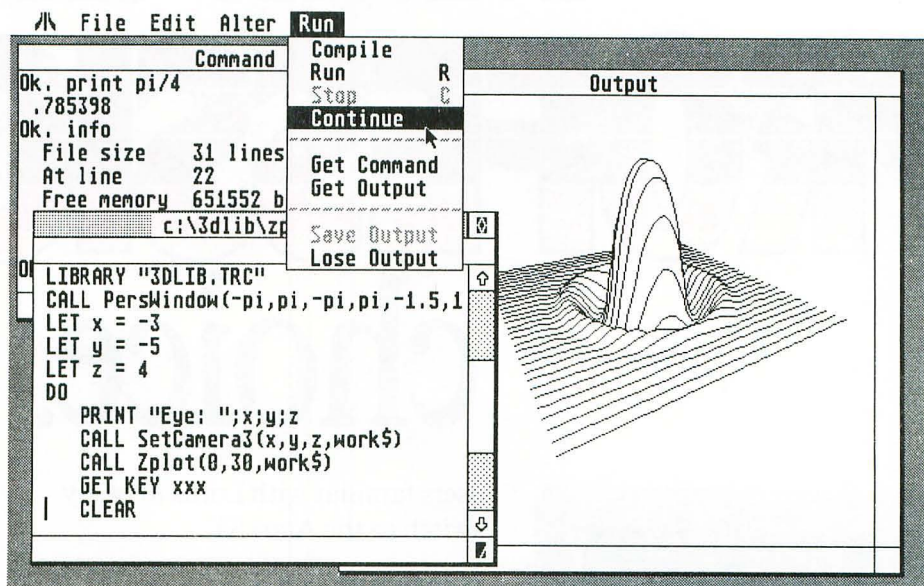 File Edit Alter Run
Compile
Run R
Stop C
Continue
Get Command
Get Output
Save Output
Lose Output
Command
Ok. print pi/4
.785398
Ok. info
File size 31 lines
At line 22
Free memory 651552 b
Output
c:\3dlib\zp
LIBRARY "3DLIB.TRC"
CALL PersWindow(-pi,pi,-pi,pi,-1.5,1
LET x = -3
LET y = -5
LET z = 4
DO
PRINT "Eye: ";x;y;z
CALL SetCamera3(x,y,z,work$)
CALL Zplot(0,30,work$)
GET KEY xxx
CLEAR